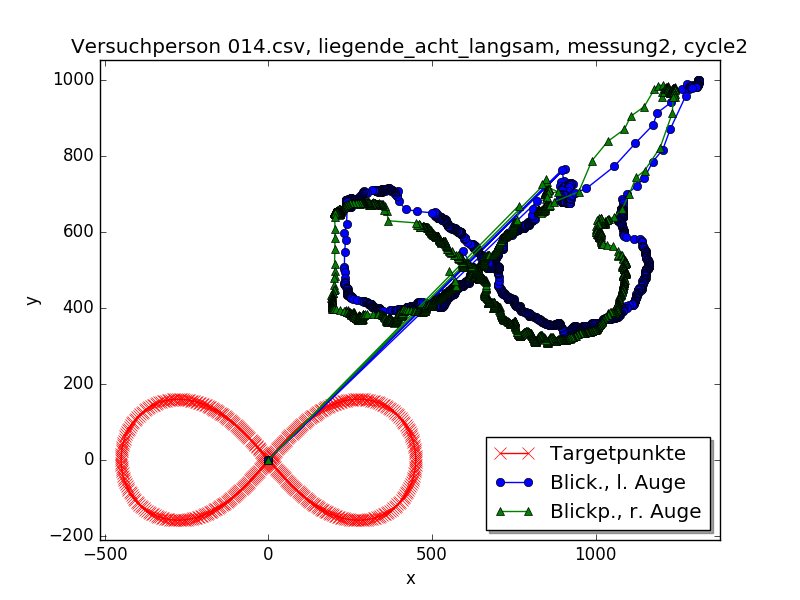 Versuchperson 014.csv, liegende_acht_langsam, messung2, cycle2
1000
800
600
400
200
0
−200
y
−500
0
500
1000
x
Targetpunkte
Blick., l. Auge
Blickp., r. Auge